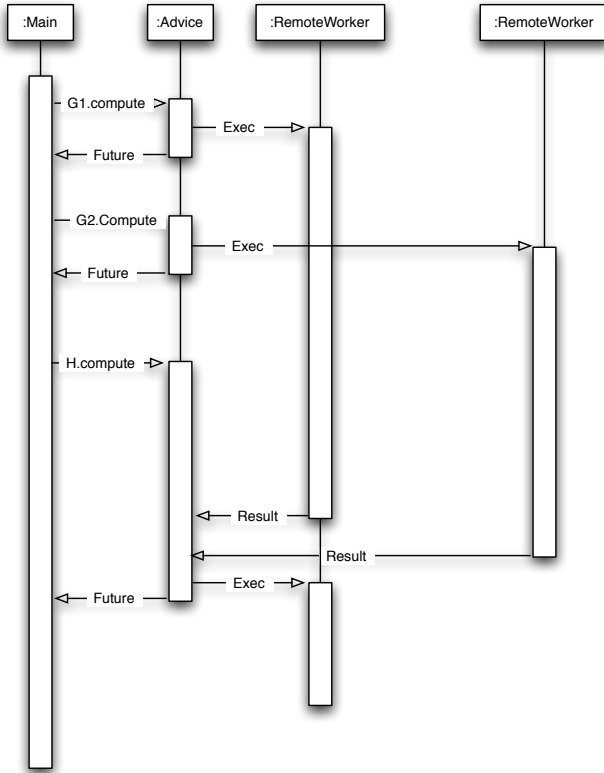 :Main
:Advice
:RemoteWorker
:RemoteWorker
G1.compute
Exec
Future
G2.Compute
Exec
Future
H.compute
Result
Result
Exec
Future